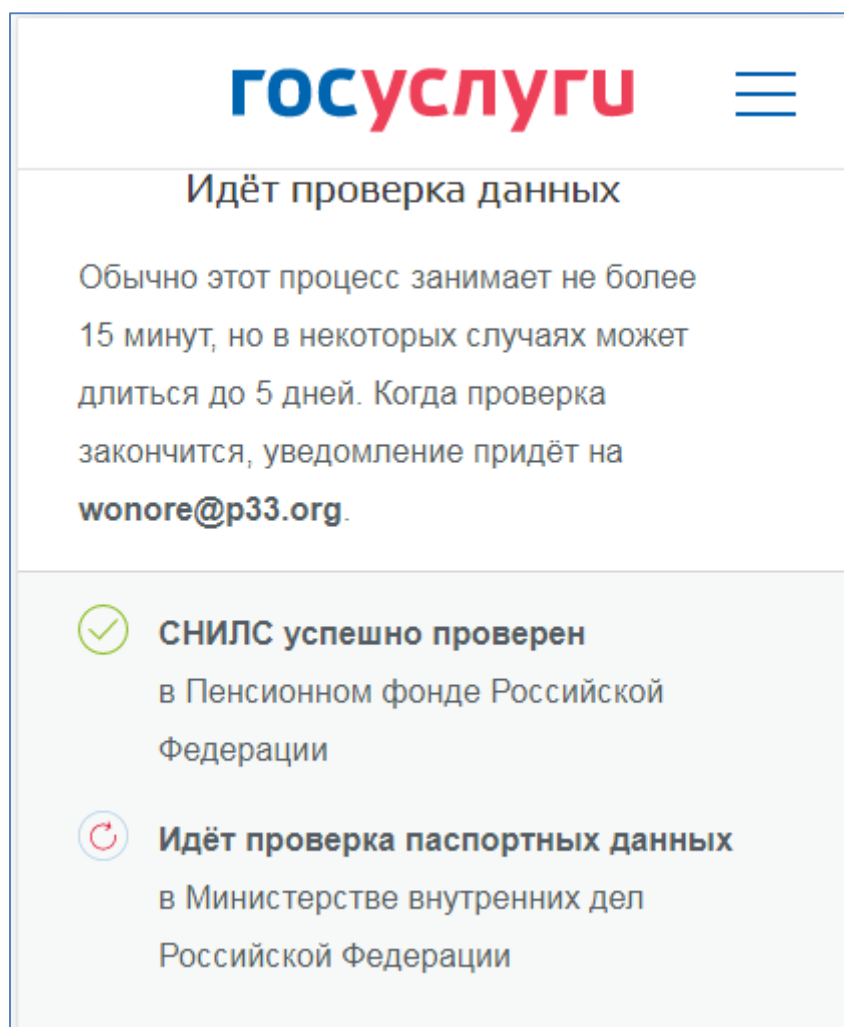 госуслуги
Идёт проверка данных
Обычно этот процесс занимает не более
15 минут, но в некоторых случаях может
длиться до 5 дней. Когда проверка
закончится, уведомление придёт на
wonore@p33.org.
СНИЛС успешно проверен
в Пенсионном фонде Российской
Федерации
Идёт проверка паспортных данных
в Министерстве внутренних дел
Российской Федерации